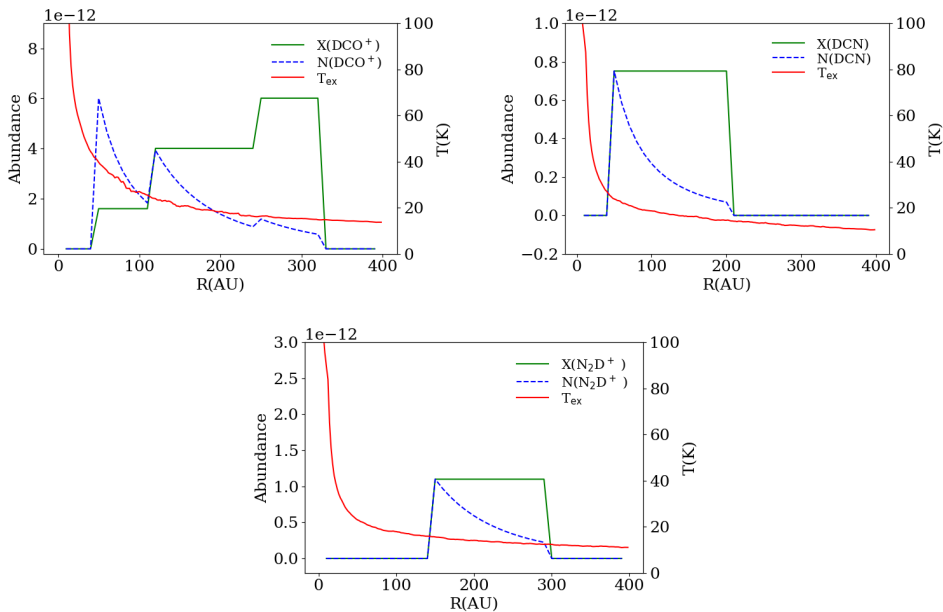 1e−12
8
6
4
2
0
Abundance
X(DCO⁺)
N(DCO⁺)
Tₑₓ
100
80
60
40
20
0
T(K)
0 100 200 300 400
R(AU)
1e−12
1.0
0.8
0.6
0.4
0.2
0.0
−0.2
Abundance
X(DCN)
N(DCN)
Tₑₓ
100
80
60
40
20
0
T(K)
0 100 200 300 400
R(AU)
1e−12
3.0
2.5
2.0
1.5
1.0
0.5
0.0
Abundance
X(N₂D⁺ )
N(N₂D⁺ )
Tₑₓ
100
80
60
40
20
0
T(K)
0 100 200 300 400
R(AU)